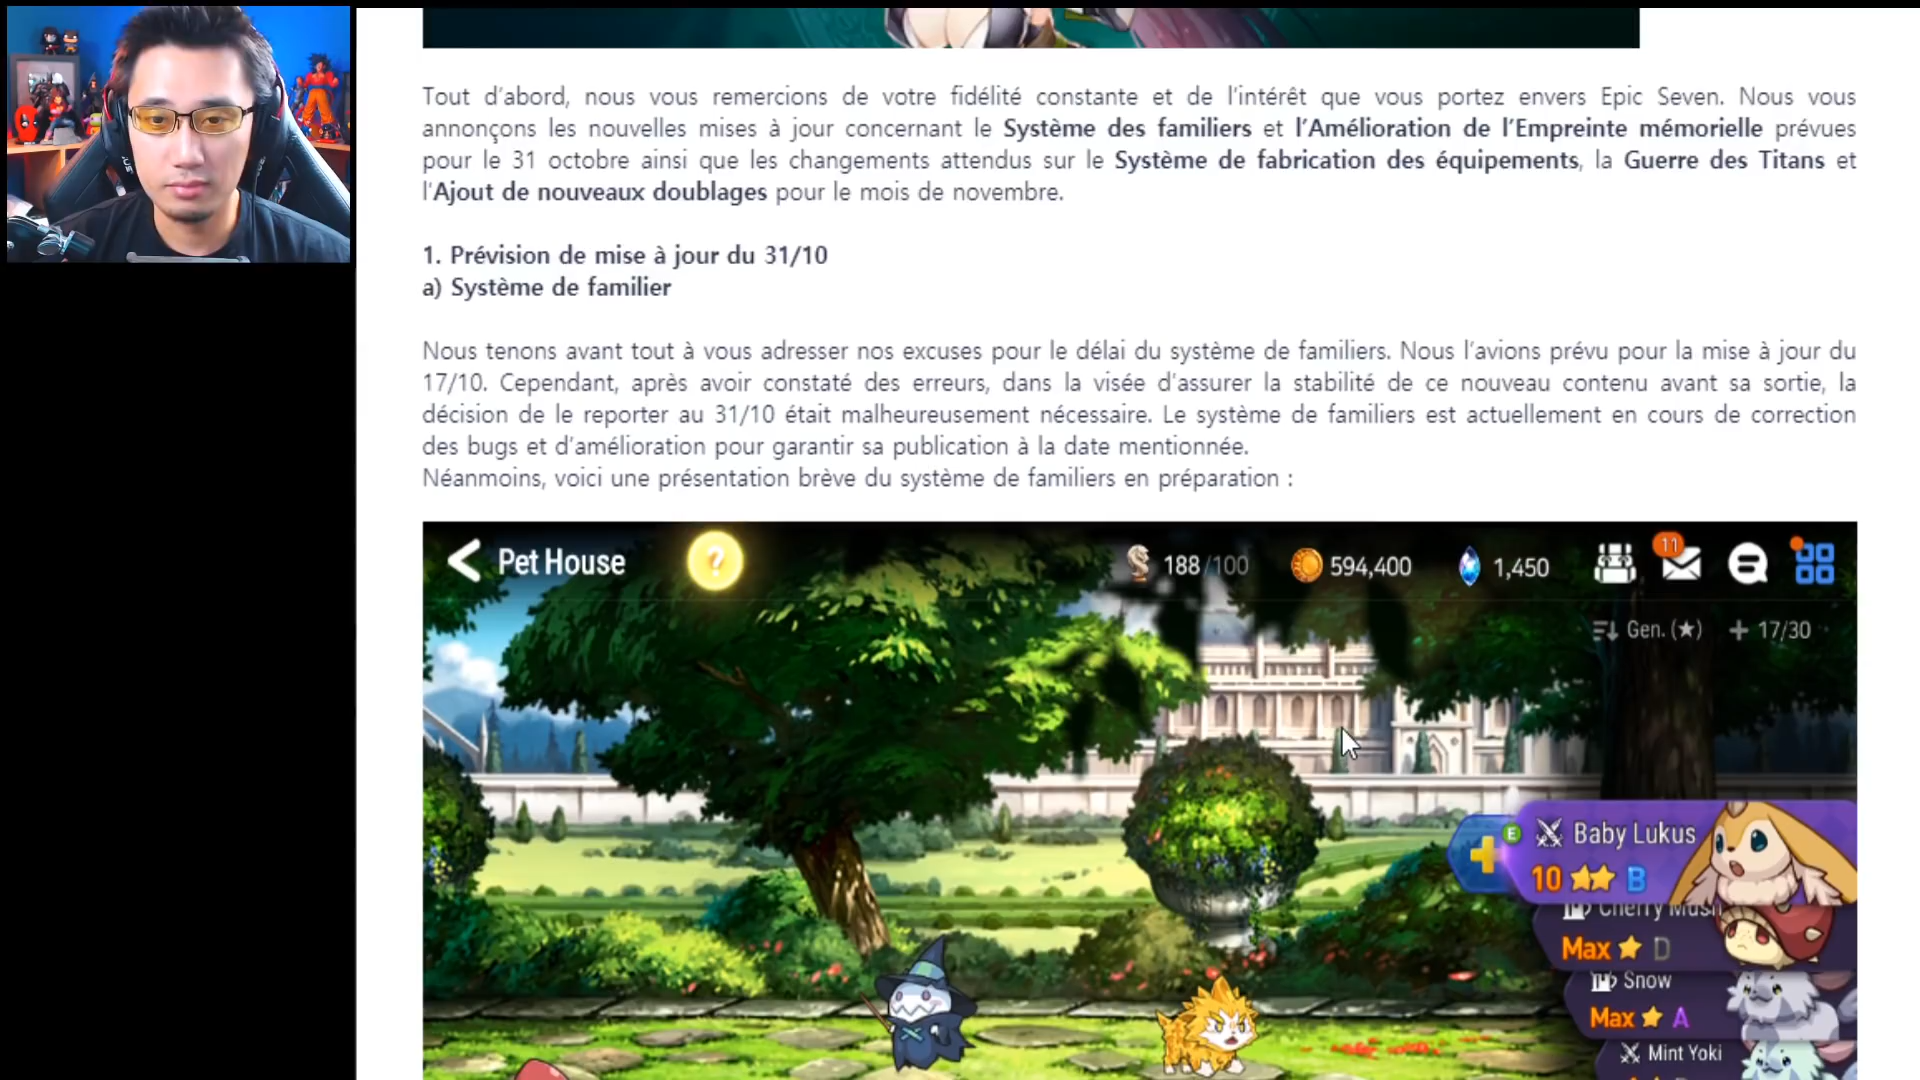 Tout d'abord, nous vous remercions de votre fidélité constante et de l'intérêt que vous portez envers Epic Seven. Nous vous
annonçons les nouvelles mises à jour concernant le Système des familiers et l'Amélioration de l'Empreinte mémorielle prévues
pour le 31 octobre ainsi que les changements attendus sur le Système de fabrication des équipements, la Guerre des Titans et
l'Ajout de nouveaux doublages pour le mois de novembre.
1. Prévision de mise à jour du 31/10
a) Système de familier
Nous tenons avant tout à vous adresser nos excuses pour le délai du système de familiers. Nous l'avions prévu pour la mise à jour du
17/10. Cependant, après avoir constaté des erreurs, dans la visée d'assurer la stabilité de ce nouveau contenu avant sa sortie, la
décision de le reporter au 31/10 était malheureusement nécessaire. Le système de familiers est actuellement en cours de correction
des bugs et d'amélioration pour garantir sa publication à la date mentionnée.
Néanmoins, voici une présentation brève du système de familiers en préparation :
Pet House ? 188/100 594,400 1,450 11
Gen. (★) + 17/30
E Baby Lukus
10 B
Cherry Mush
Max D
Snow
Max A
Mint Yoki